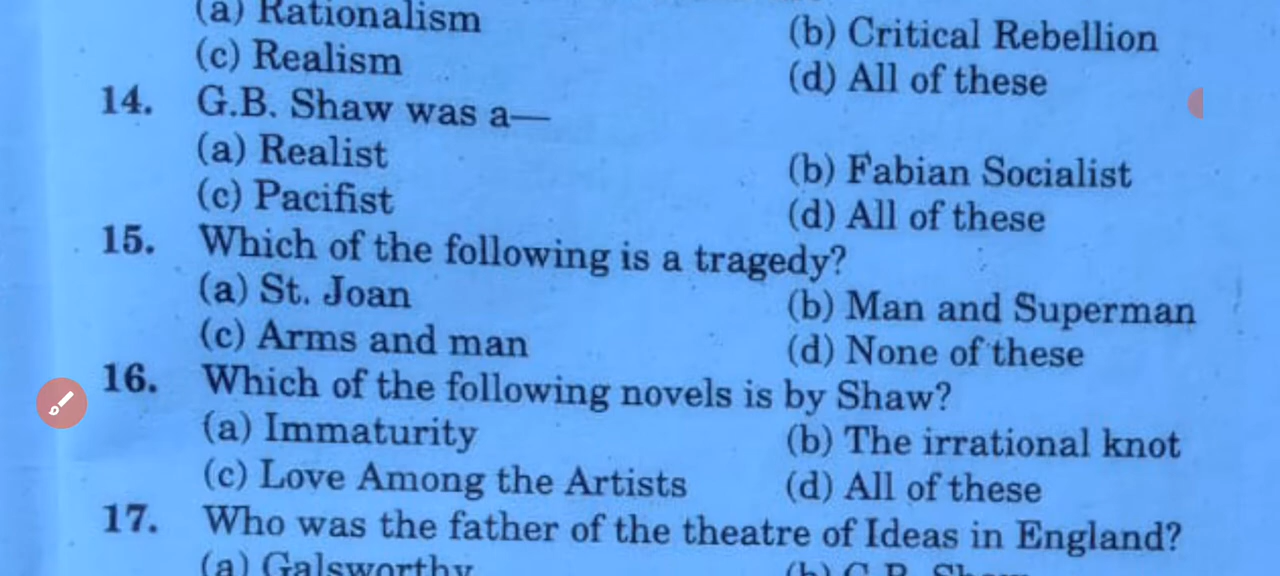 (a) Rationalism (b) Critical Rebellion
(c) Realism (d) All of these
14. G.B. Shaw was a—
(a) Realist (b) Fabian Socialist
(c) Pacifist (d) All of these
15. Which of the following is a tragedy?
(a) St. Joan (b) Man and Superman
(c) Arms and man (d) None of these
16. Which of the following novels is by Shaw?
(a) Immaturity (b) The irrational knot
(c) Love Among the Artists (d) All of these
17. Who was the father of the theatre of Ideas in England?
(a) Galsworthy (b) G.B. Shaw